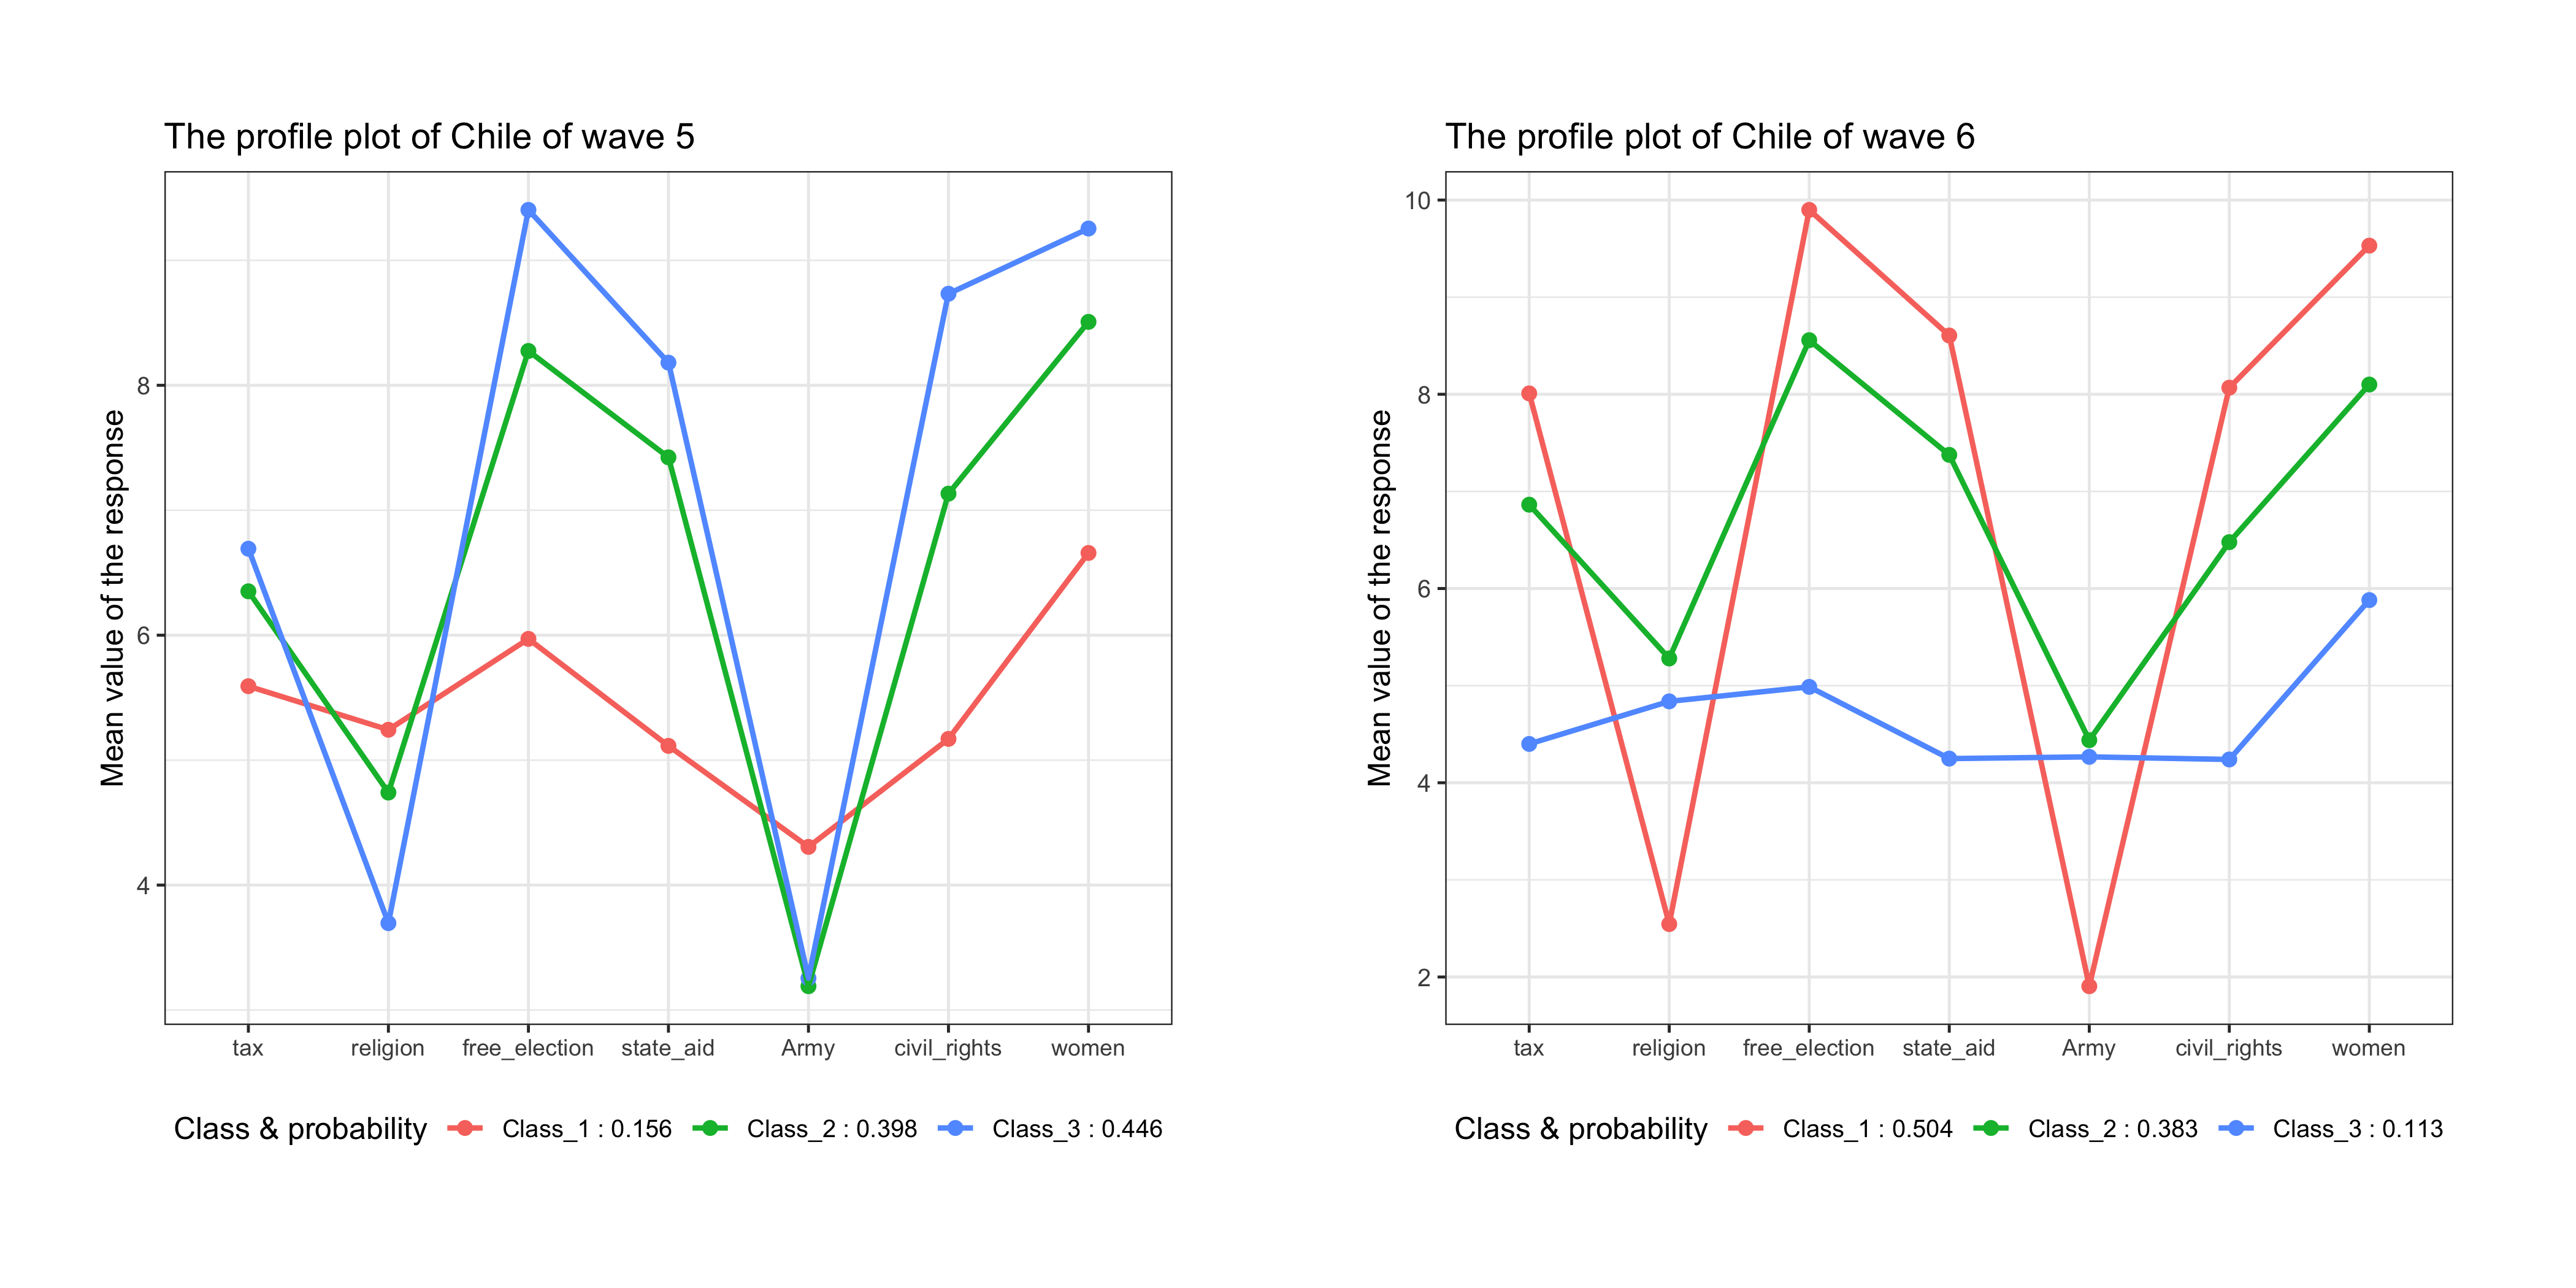 The profile plot of Chile of wave 5
Mean value of the response
8
6
4
tax religion free_election state_aid Army civil_rights women
Class & probability Class_1 : 0.156 Class_2 : 0.398 Class_3 : 0.446
The profile plot of Chile of wave 6
Mean value of the response
10
8
6
4
2
tax religion free_election state_aid Army civil_rights women
Class & probability Class_1 : 0.504 Class_2 : 0.383 Class_3 : 0.113